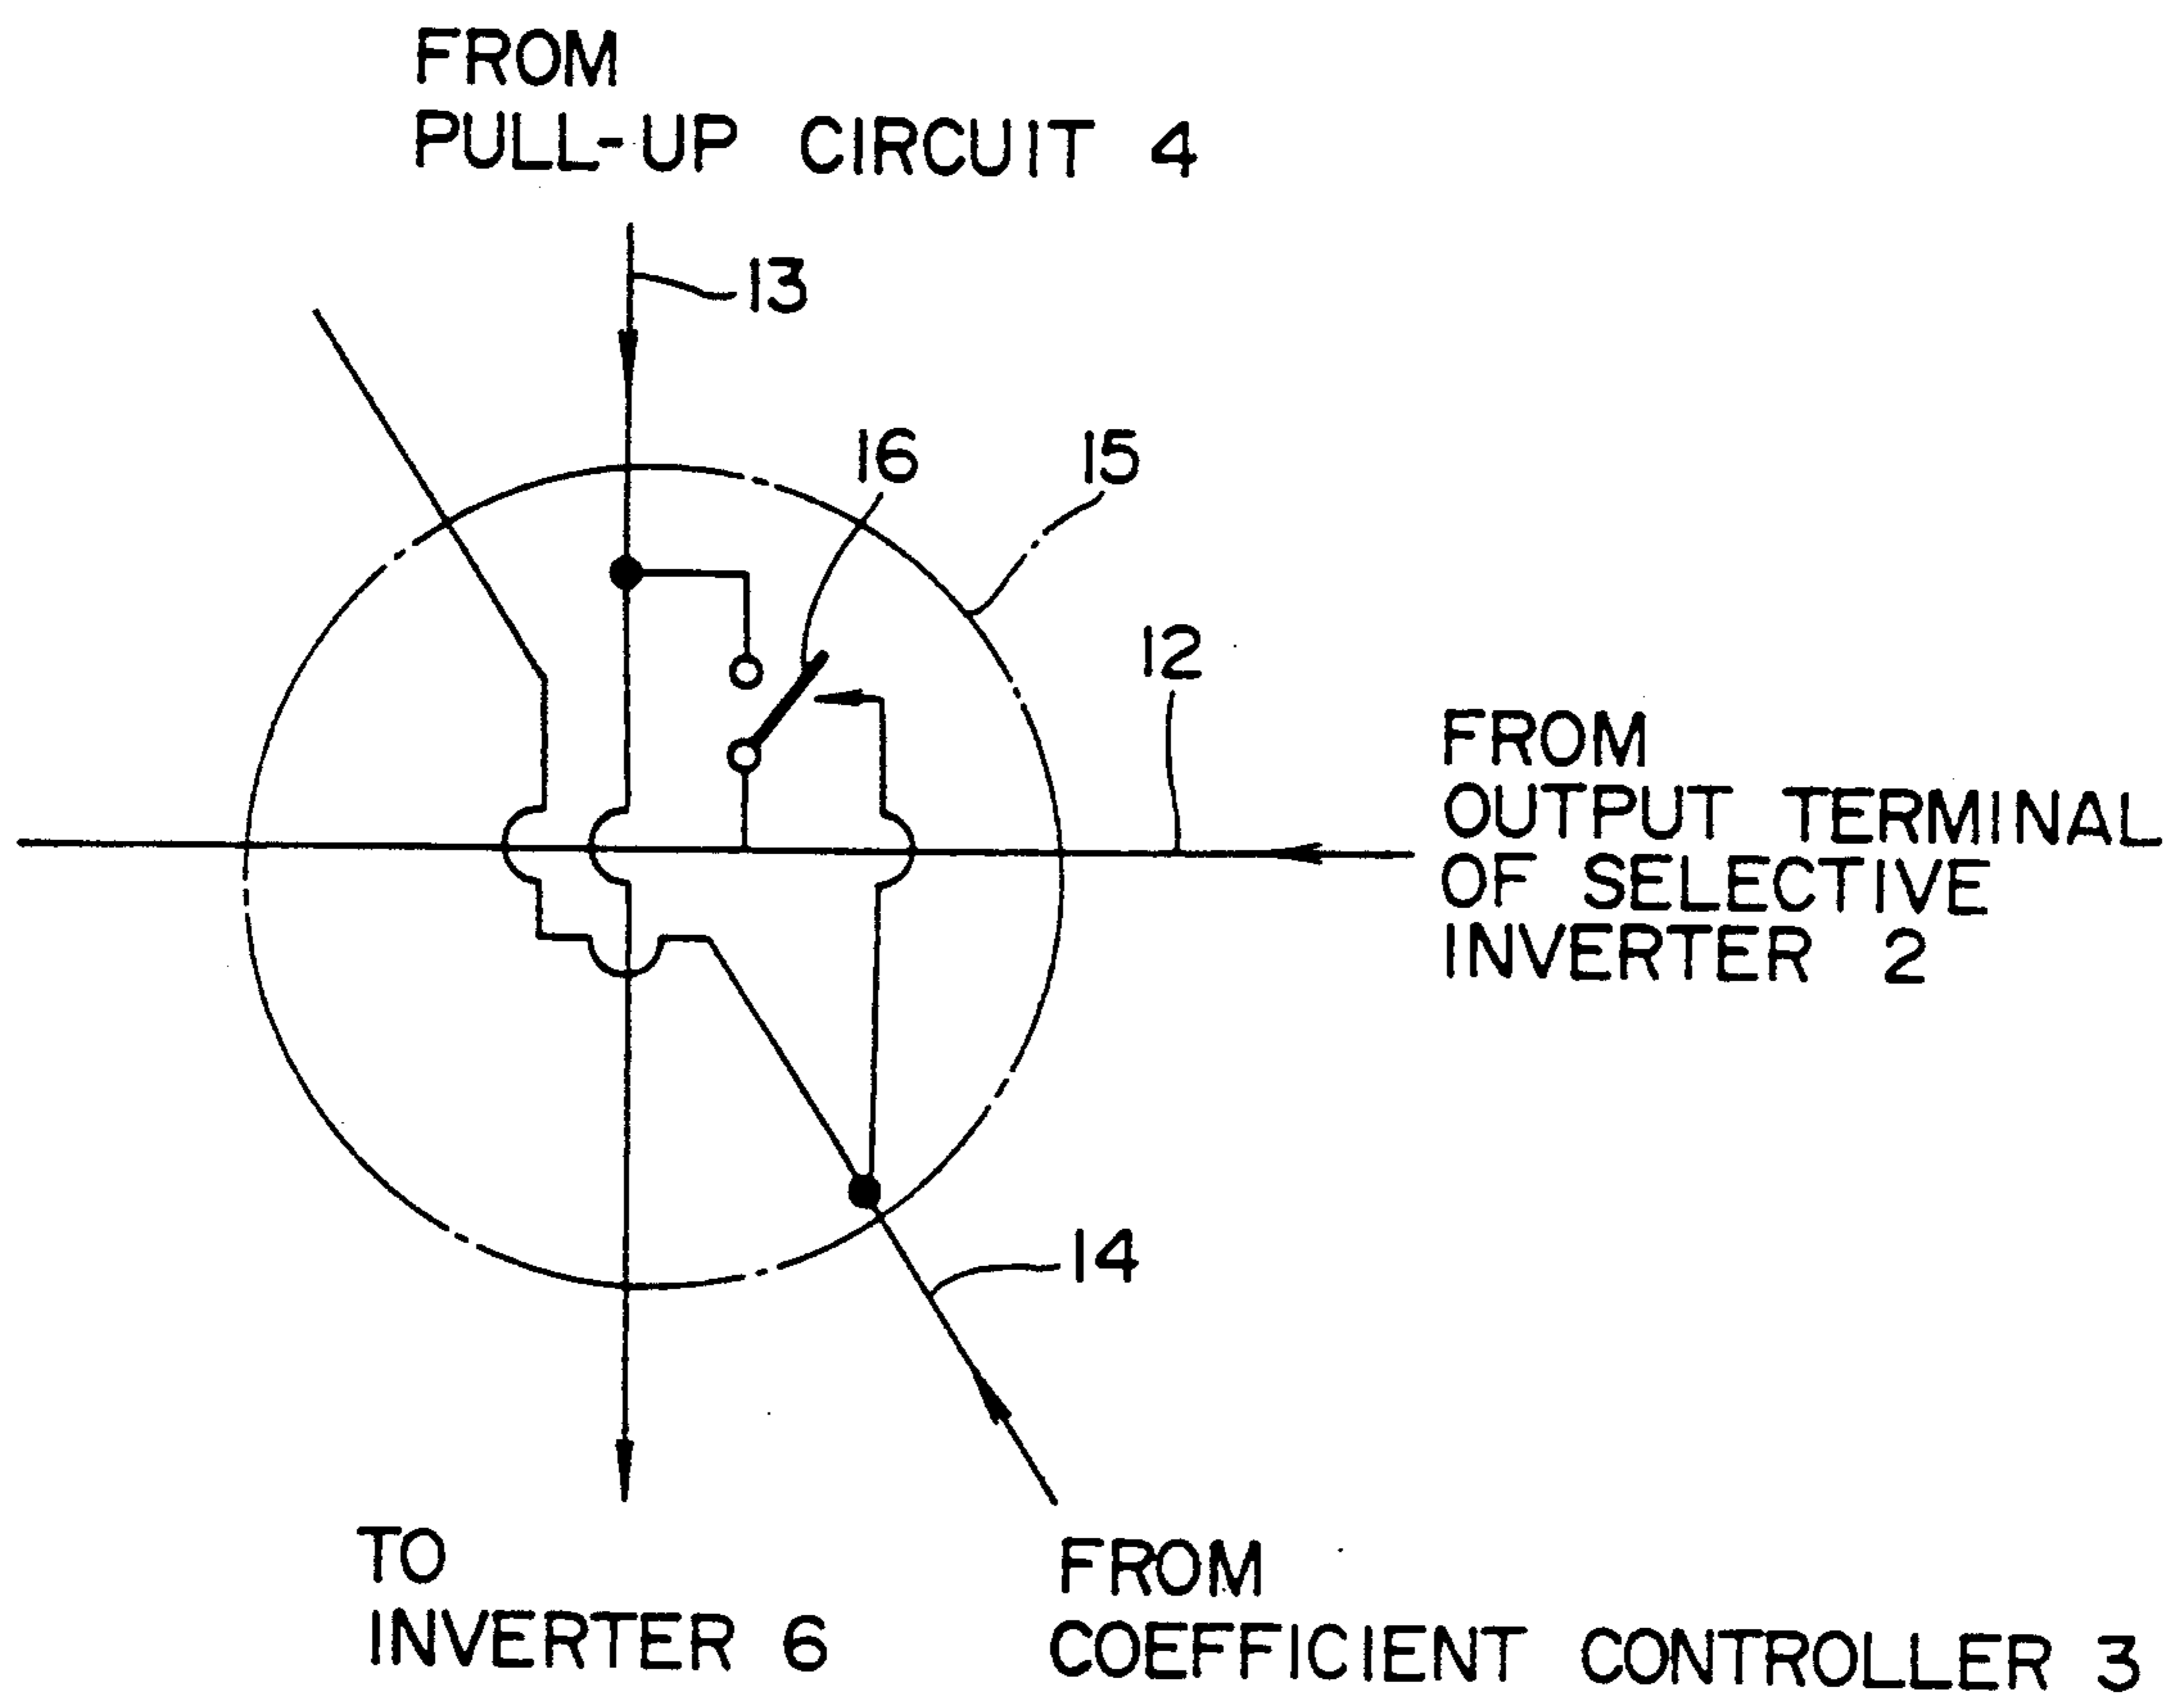 FROM
PULL-UP CIRCUIT 4
13
16
15
12
FROM
OUTPUT TERMINAL
OF SELECTIVE
INVERTER 2
14
TO
INVERTER 6
FROM
COEFFICIENT CONTROLLER 3